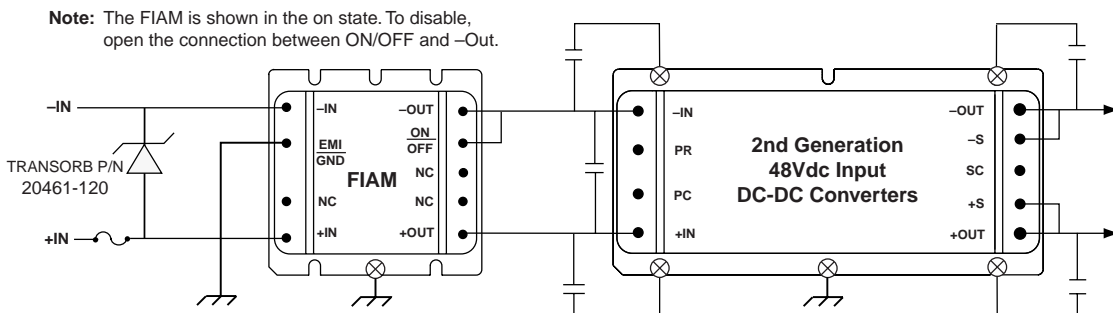 Note: The FIAM is shown in the on state. To disable,
open the connection between ON/OFF and –Out.
–IN
TRANSORB P/N
20461-120
+IN
–IN
EMI
GND
NC
+IN
FIAM
–OUT
ON
OFF
NC
NC
+OUT
–IN
PR
PC
+IN
2nd Generation
48Vdc Input
DC-DC Converters
–OUT
–S
SC
+S
+OUT